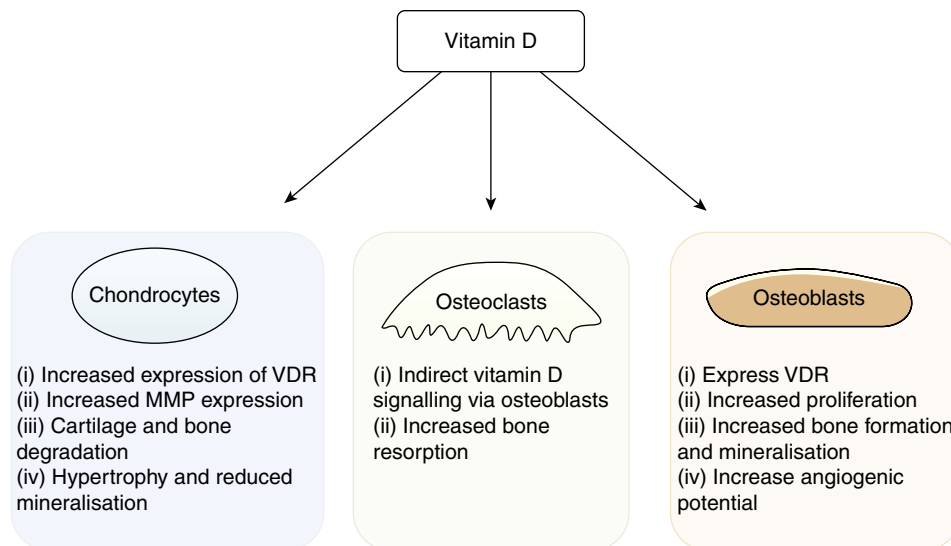 Vitamin D
Chondrocytes
(i) Increased expression of VDR
(ii) Increased MMP expression
(iii) Cartilage and bone
degradation
(iv) Hypertrophy and reduced
mineralisation
Osteoclasts
(i) Indirect vitamin D
signalling via osteoblasts
(ii) Increased bone
resorption
Osteoblasts
(i) Express VDR
(ii) Increased proliferation
(iii) Increased bone formation
and mineralisation
(iv) Increase angiogenic
potential